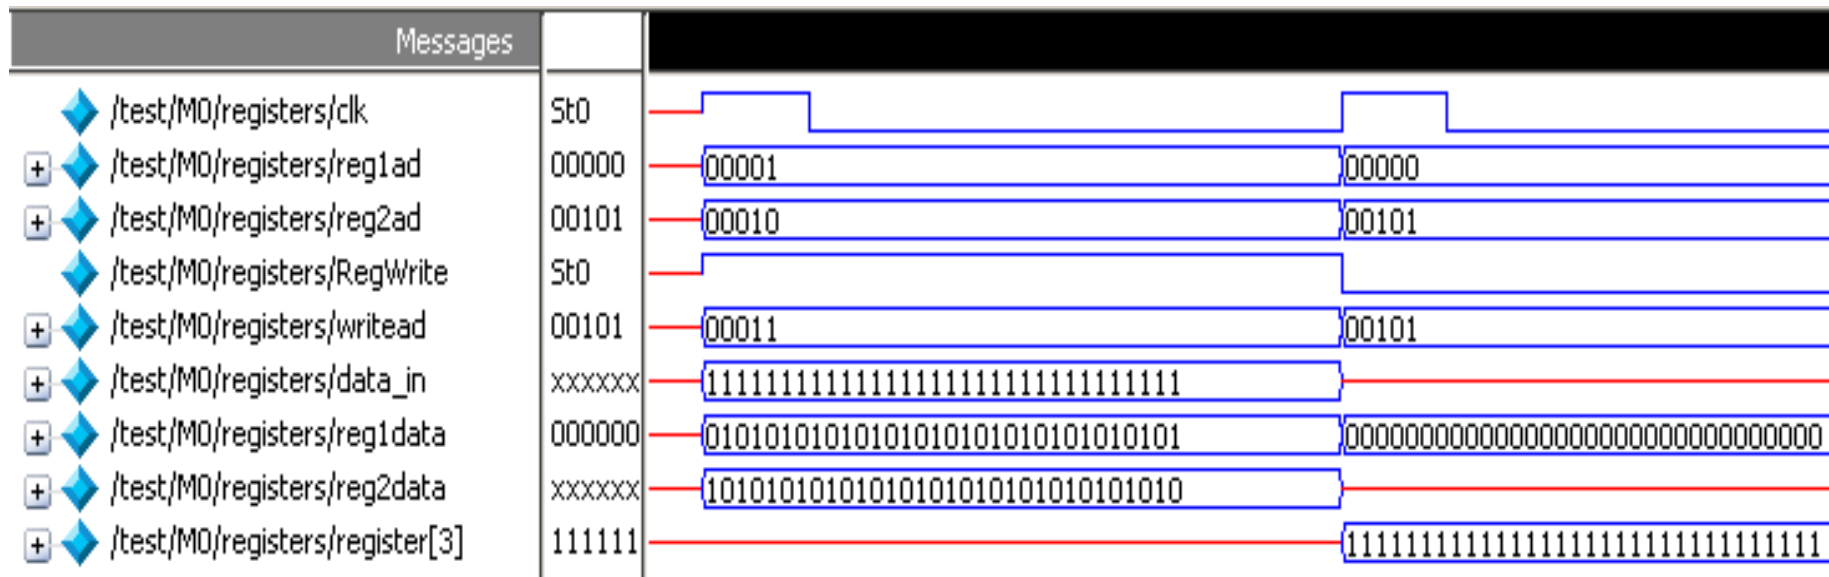 Messages
/test/M0/registers/clk St0
/test/M0/registers/reg1ad 00000 00001 00000
/test/M0/registers/reg2ad 00101 00010 00101
/test/M0/registers/RegWrite St0
/test/M0/registers/writead 00101 00011 00101
/test/M0/registers/data_in xxxxxx 11111111111111111111111111111111
/test/M0/registers/reg1data 000000 01010101010101010101010101010101 00000000000000000000000000000000
/test/M0/registers/reg2data xxxxxx 10101010101010101010101010101010
/test/M0/registers/register[3] 111111 11111111111111111111111111111111